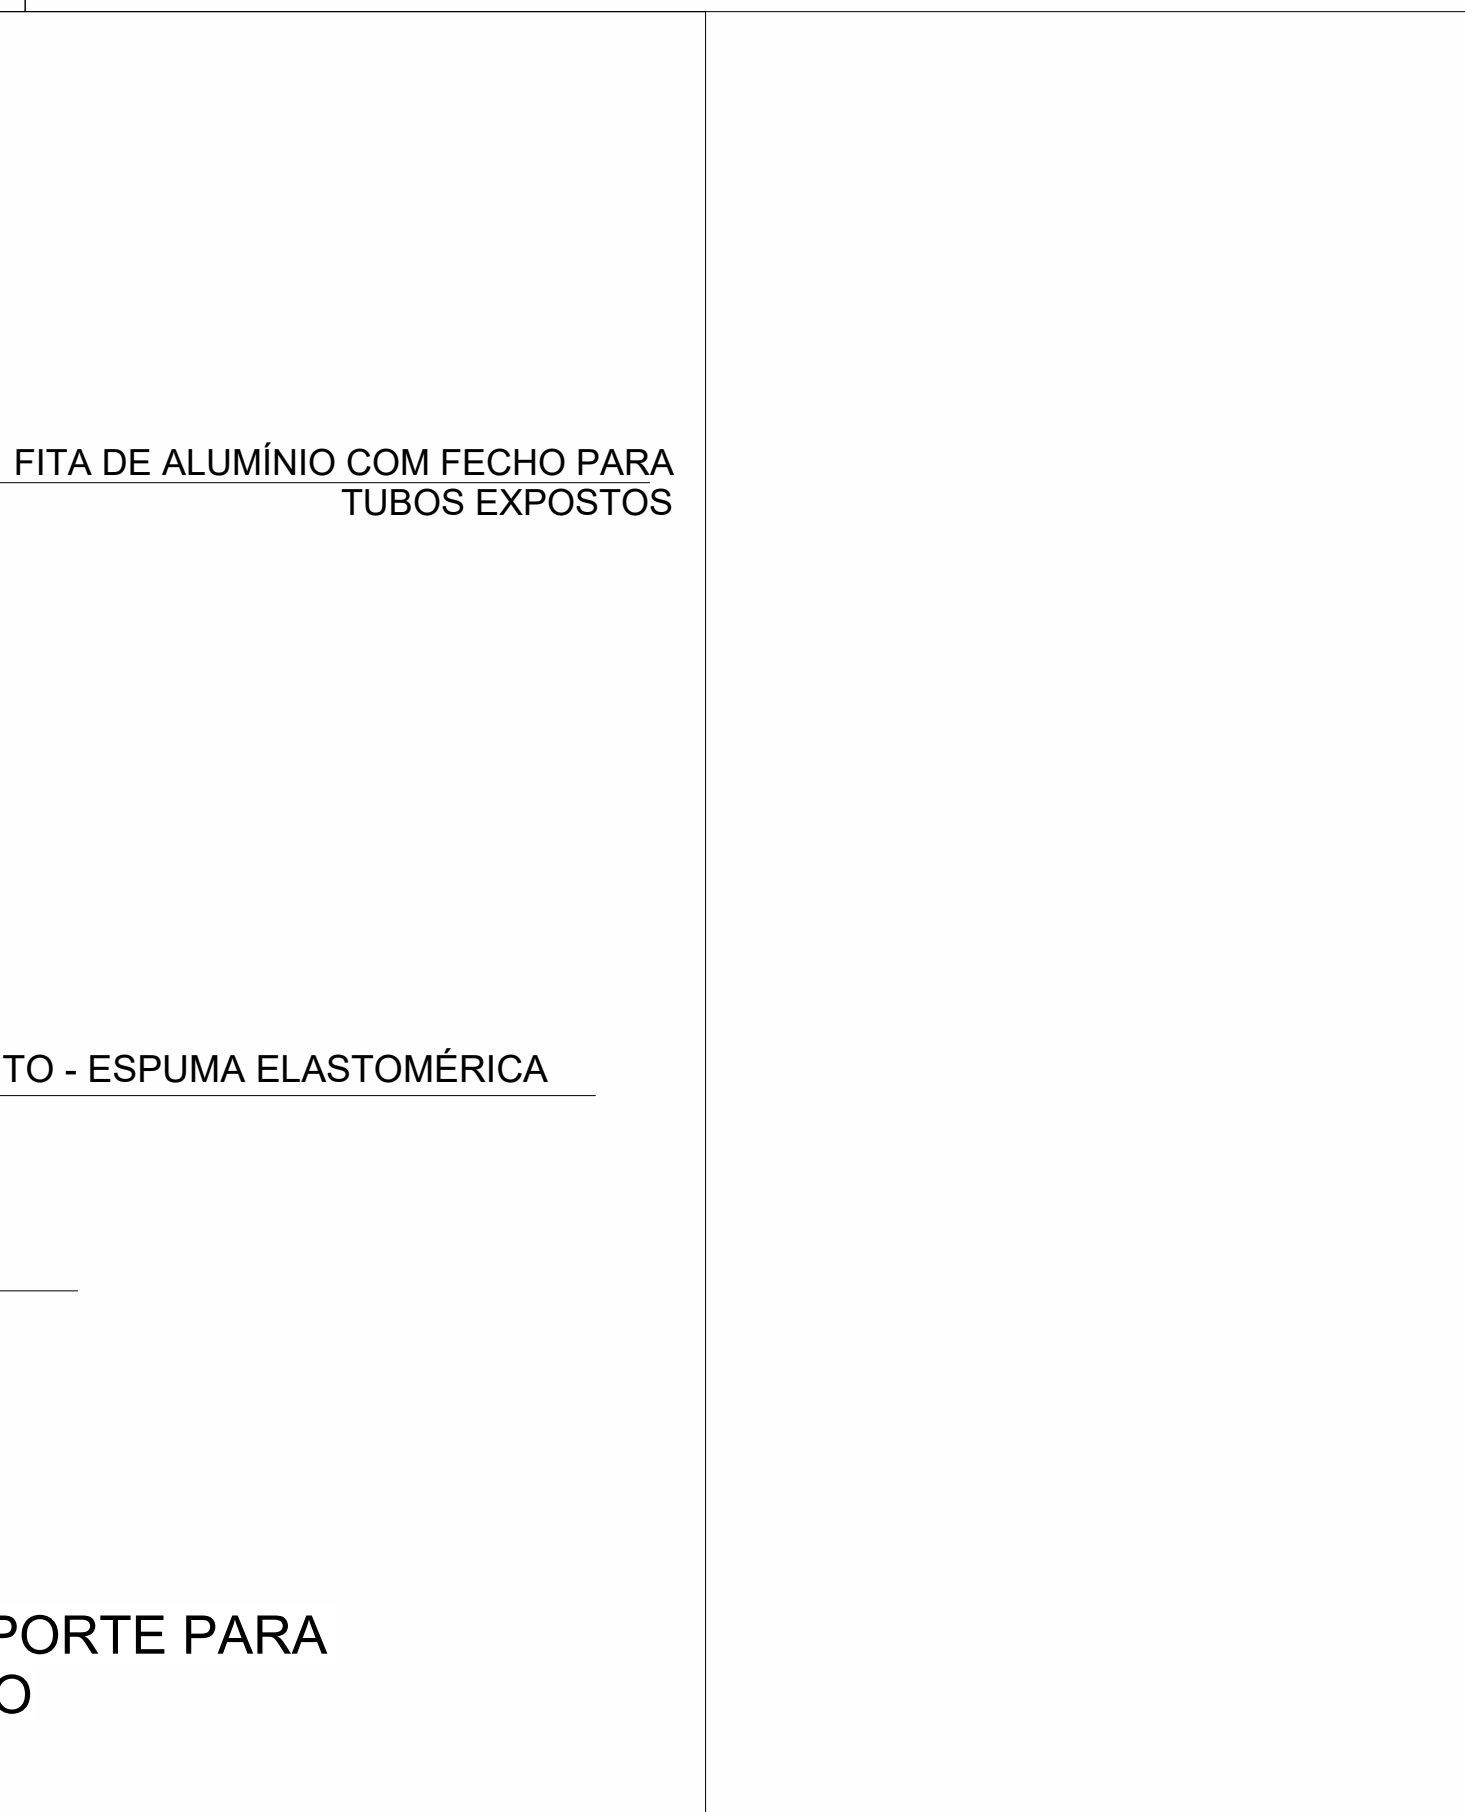 FITA DE ALUMÍNIO COM FECHO PARA
TUBOS EXPOSTOS
TO - ESPUMA ELASTOMÉRICA
PORTE PARA
O